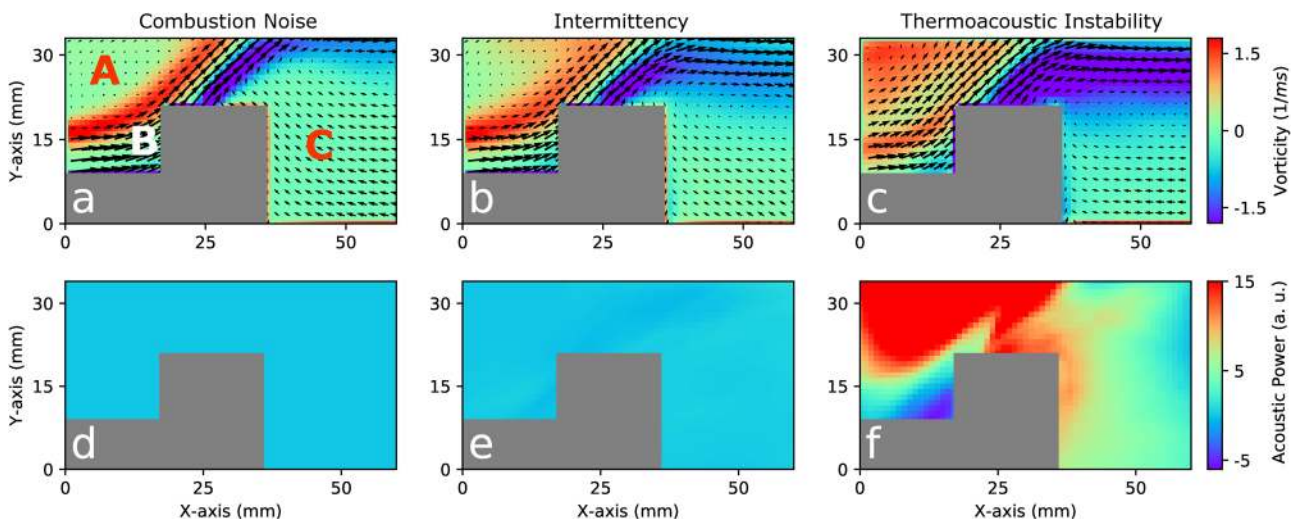 Combustion Noise
Intermittency
Thermoacoustic Instability
Y-axis (mm)
30
15
0
A
B
C
a
0
25
50
30
15
0
b
0
25
50
30
15
0
c
0
25
50
1.5
0
-1.5
Vorticity (1/ms)
Y-axis (mm)
30
15
0
d
0
25
50
X-axis (mm)
30
15
0
e
0
25
50
X-axis (mm)
30
15
0
f
0
25
50
X-axis (mm)
15
5
-5
Acoustic Power (a. u.)